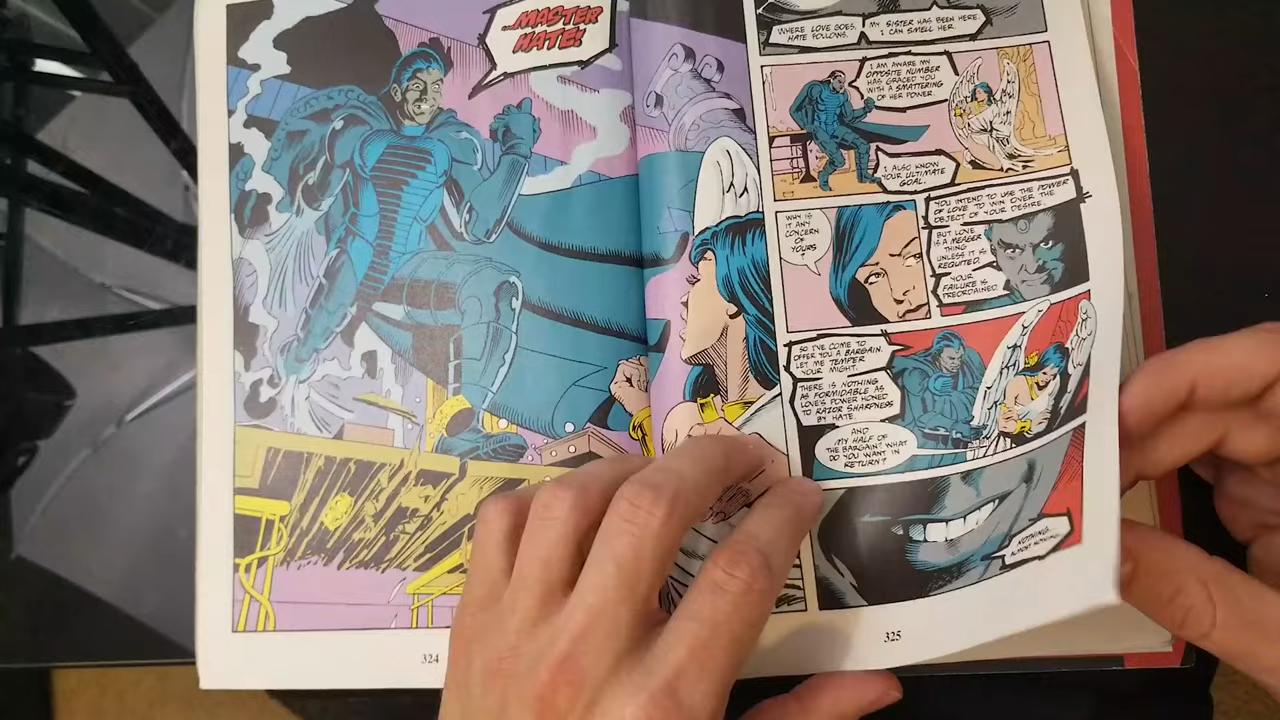 ...MASTER
HATE!
WHERE LOVE GOES,
HATE FOLLOWS.
MY SISTER HAS BEEN HERE.
I CAN SMELL HER.
I AM AWARE MY
OPPOSITE NUMBER
HAS GRACED YOU
WITH A SMATTERING
OF HER POWER.
I ALSO KNOW
YOUR ULTIMATE
GOAL.
WHY IS
IT ANY
CONCERN
OF
YOURS?
YOU INTEND TO USE THE POWER
OF LOVE TO WIN OVER THE
OBJECT OF YOUR DESIRE.
BUT LOVE
IS A MEAGER
THING
UNLESS IT IS
REQUITED.
YOUR
FAILURE IS
PREORDAINED.
SO I'VE COME TO
OFFER YOU A BARGAIN.
LET ME TEMPER
YOUR MIGHT.
THERE IS NOTHING
AS FORMIDABLE AS
LOVE'S POWER HONED
TO RAZOR SHARPNESS
BY HATE.
AND
MY HALF OF
THE BARGAIN? WHAT
DO YOU WANT IN
RETURN?
NOTHING.
ALMOST NOTHING.
324
325